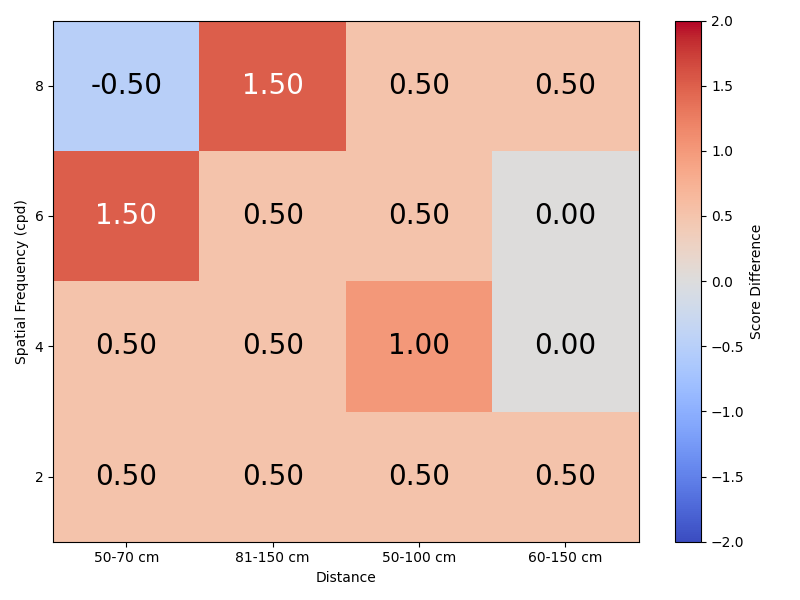 8
-0.50 1.50 0.50 0.50
6
1.50 0.50 0.50 0.00
4
0.50 0.50 1.00 0.00
2
0.50 0.50 0.50 0.50
50-70 cm 81-150 cm 50-100 cm 60-150 cm
Distance
Spatial Frequency (cpd)
2.0
1.5
1.0
0.5
0.0
−0.5
−1.0
−1.5
−2.0
Score Difference